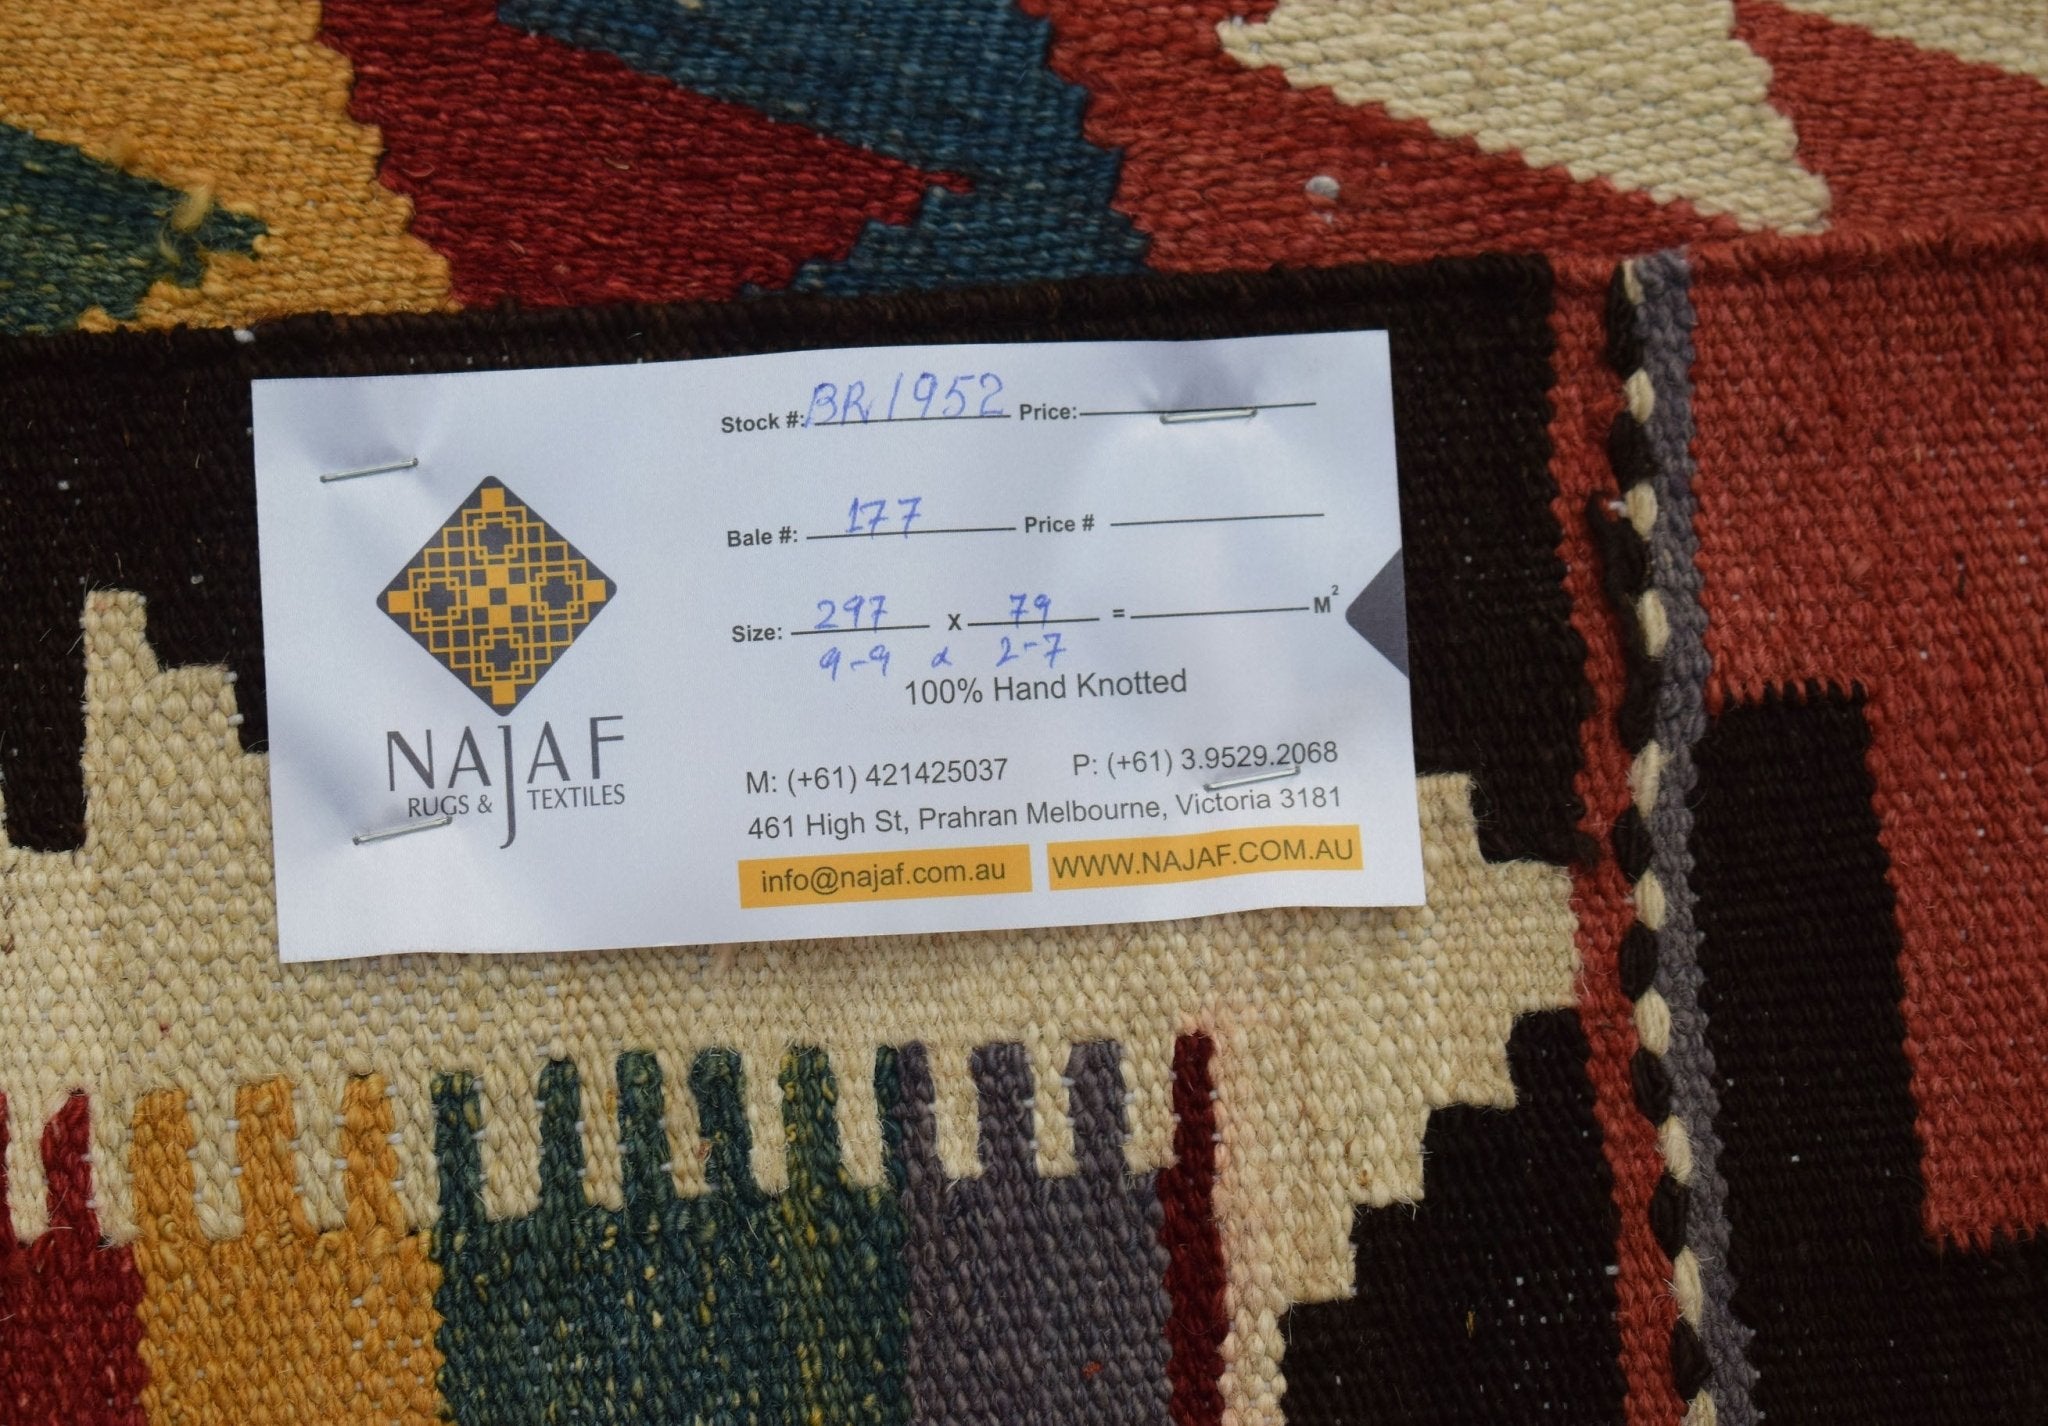 Stock #: BR1952 Price:
Bale #: 177 Price #
Size: 297 x 79 = M²
9-9 x 2-7
100% Hand Knotted
NAJAF
RUGS & TEXTILES
M: (+61) 421425037 P: (+61) 3.9529.2068
461 High St, Prahran Melbourne, Victoria 3181
info@najaf.com.au WWW.NAJAF.COM.AU